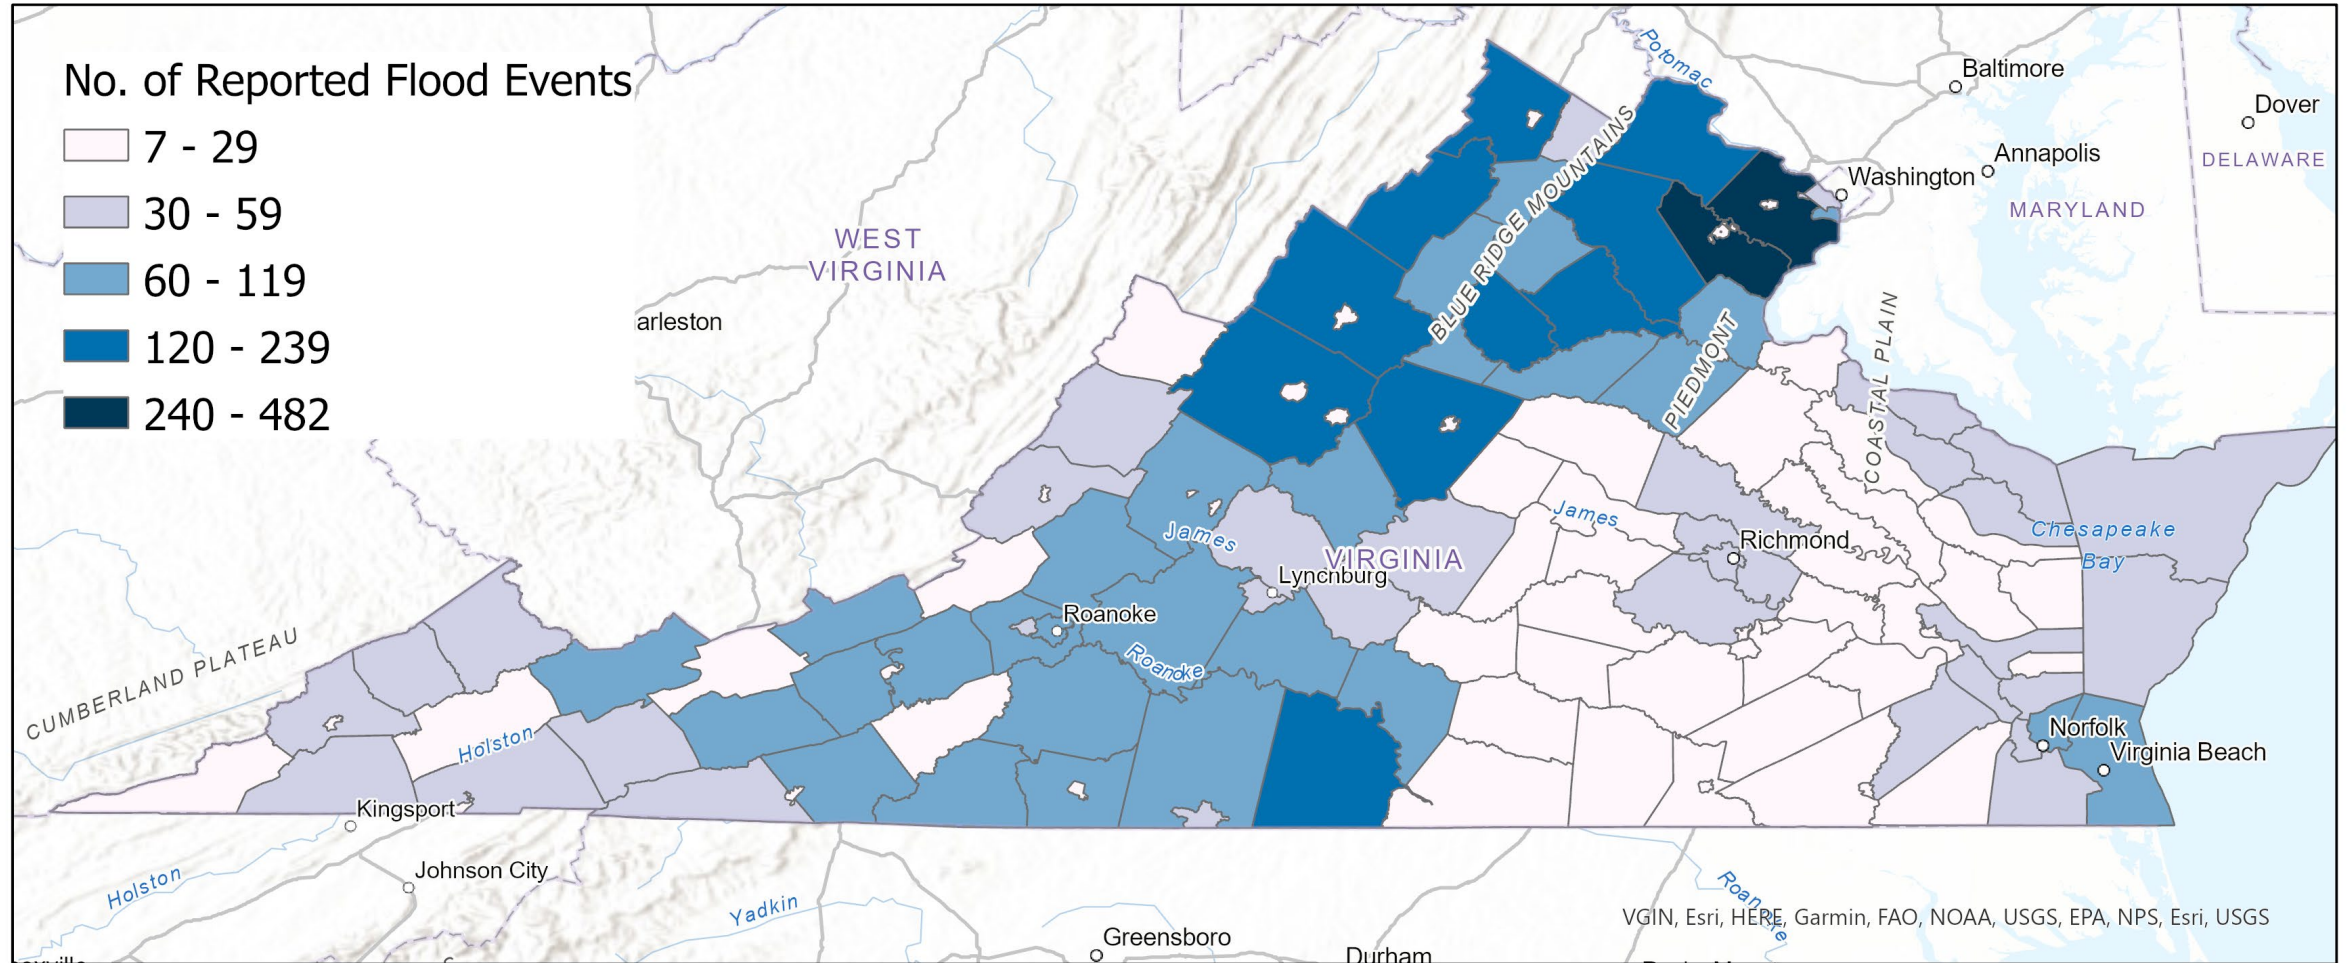 No. of Reported Flood Events
7 - 29
30 - 59
60 - 119
120 - 239
240 - 482
Potomac
Baltimore
Dover
Annapolis
DELAWARE
Washington
MARYLAND
WEST
VIRGINIA
BLUE RIDGE MOUNTAINS
arleston
PIEDMONT
COASTAL PLAIN
James
James
Chesapeake
Bay
Richmond
VIRGINIA
Lynchburg
Roanoke
Roanoke
CUMBERLAND PLATEAU
Holston
Norfolk
Virginia Beach
Kingsport
Johnson City
Holston
Yadkin
Roanoke
VGIN, Esri, HERE, Garmin, FAO, NOAA, USGS, EPA, NPS, Esri, USGS
Greensboro
Durham